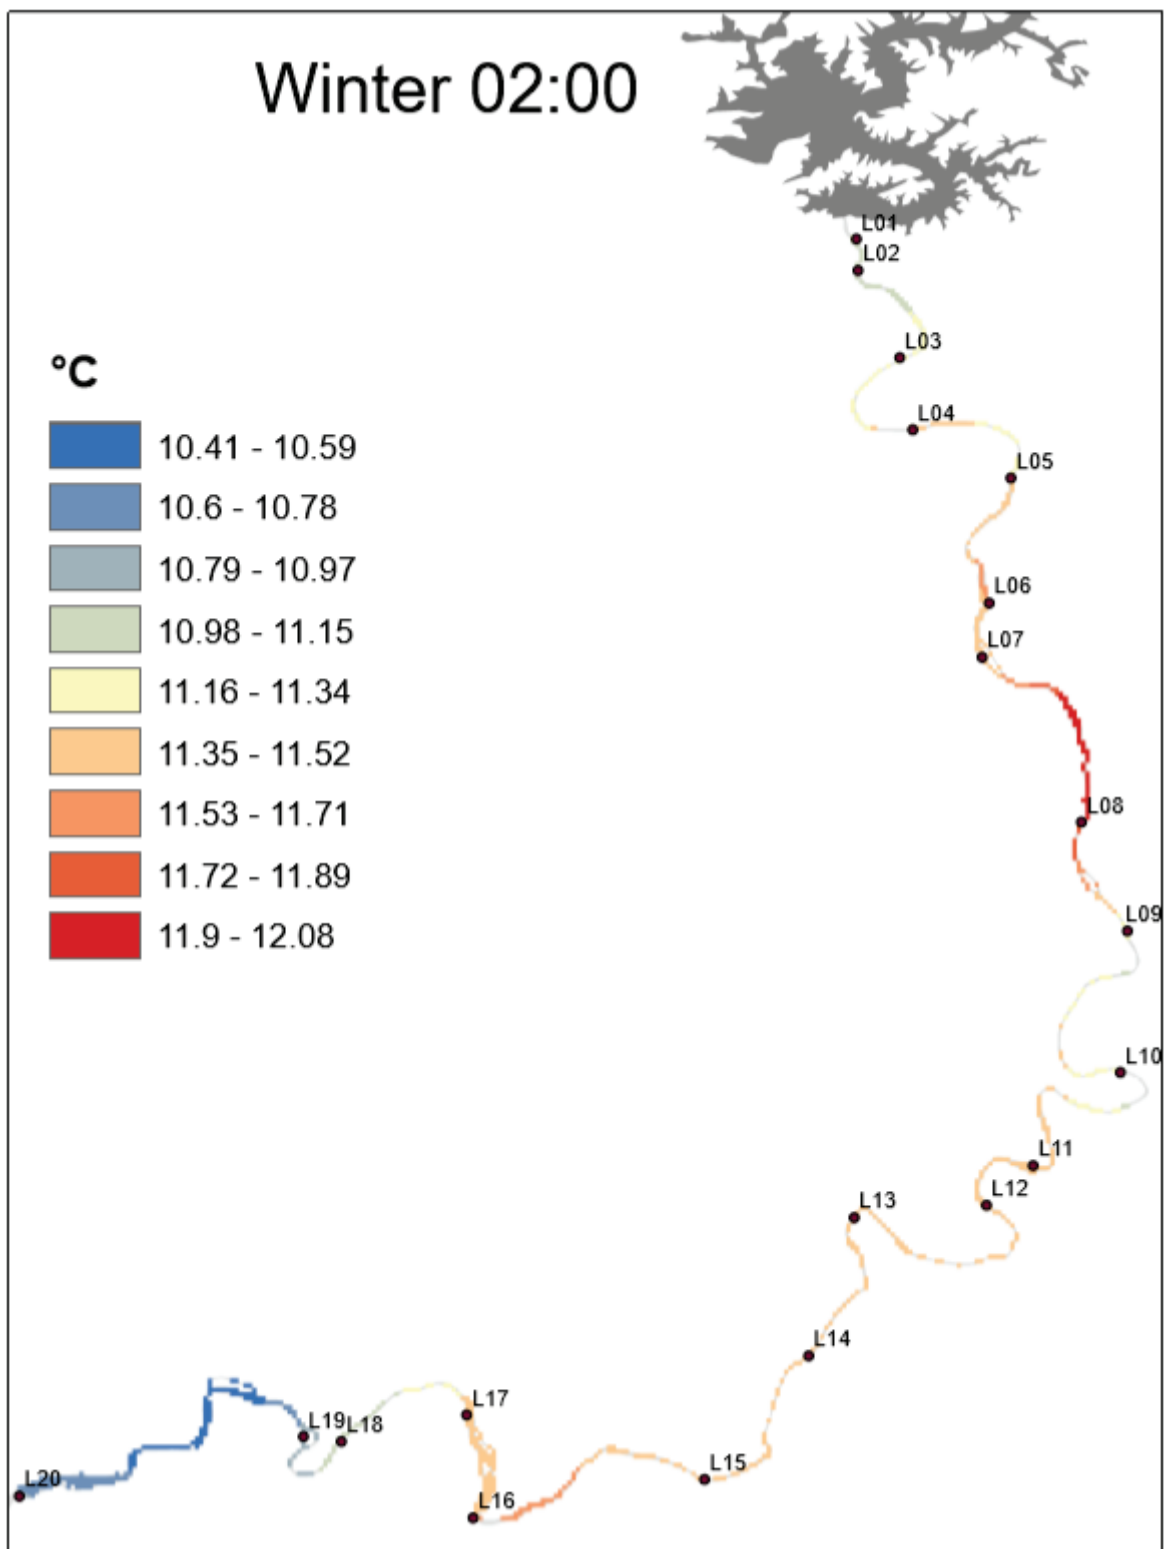 Winter 02:00
L01
L02
L03
L04
L05
L06
L07
L08
L09
L10
L11
L12
L13
L14
L15
L16
L17
L18
L19
L20
°C
10.41 - 10.59
10.6 - 10.78
10.79 - 10.97
10.98 - 11.15
11.16 - 11.34
11.35 - 11.52
11.53 - 11.71
11.72 - 11.89
11.9 - 12.08